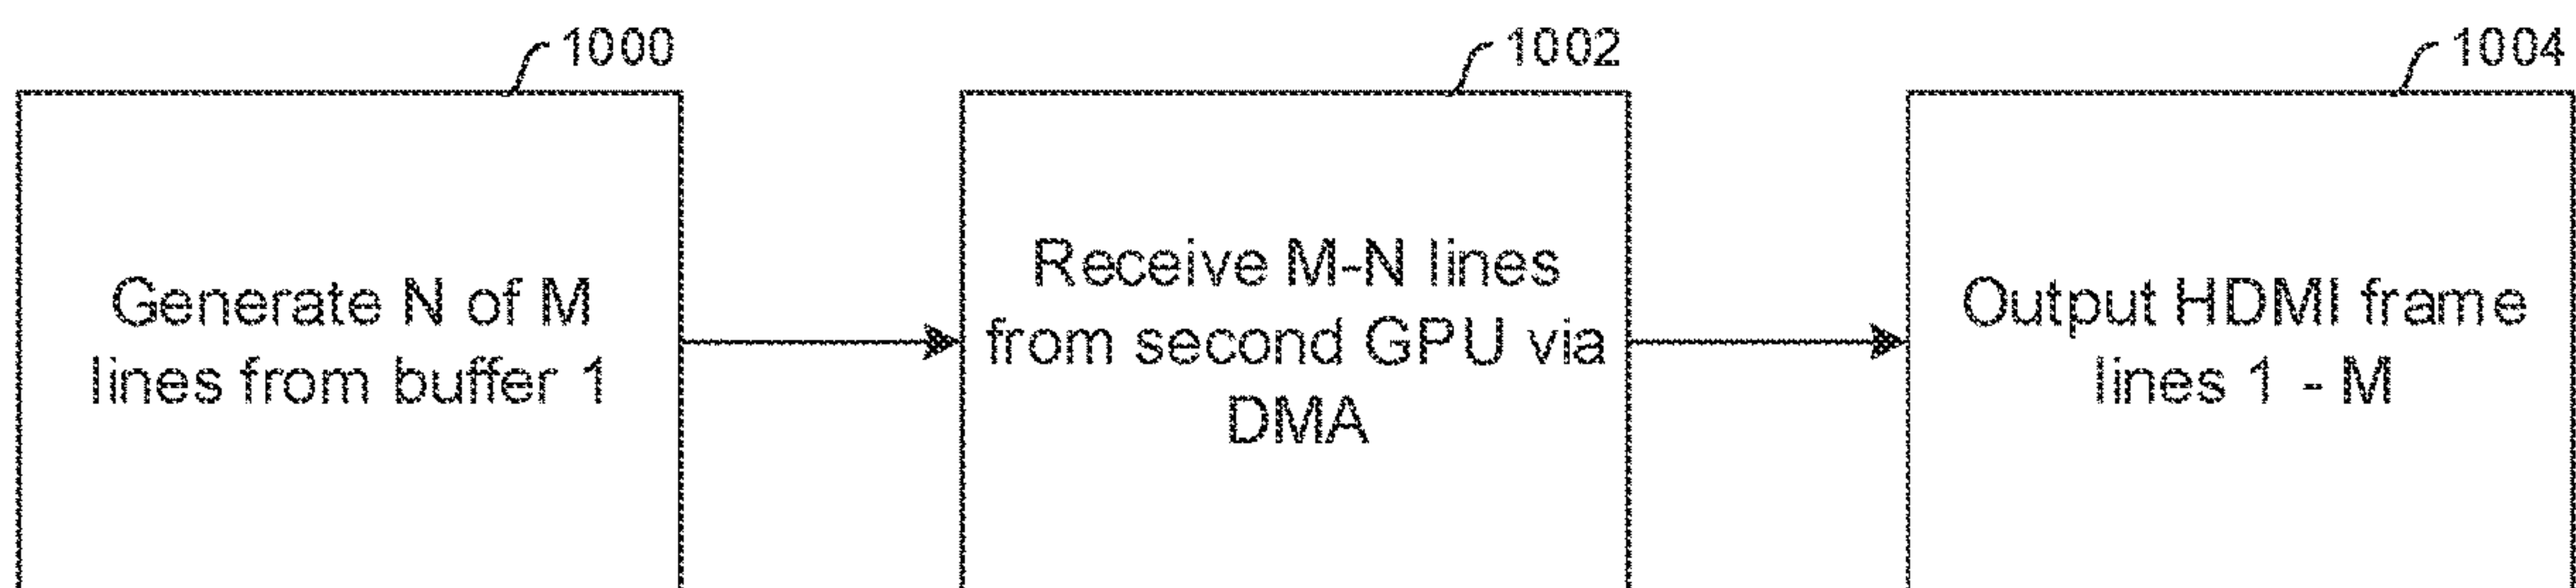 1000
Generate N of M
lines from buffer 1
1002
Receive M-N lines
from second GPU via
DMA
1004
Output HDMI frame
lines 1 - M